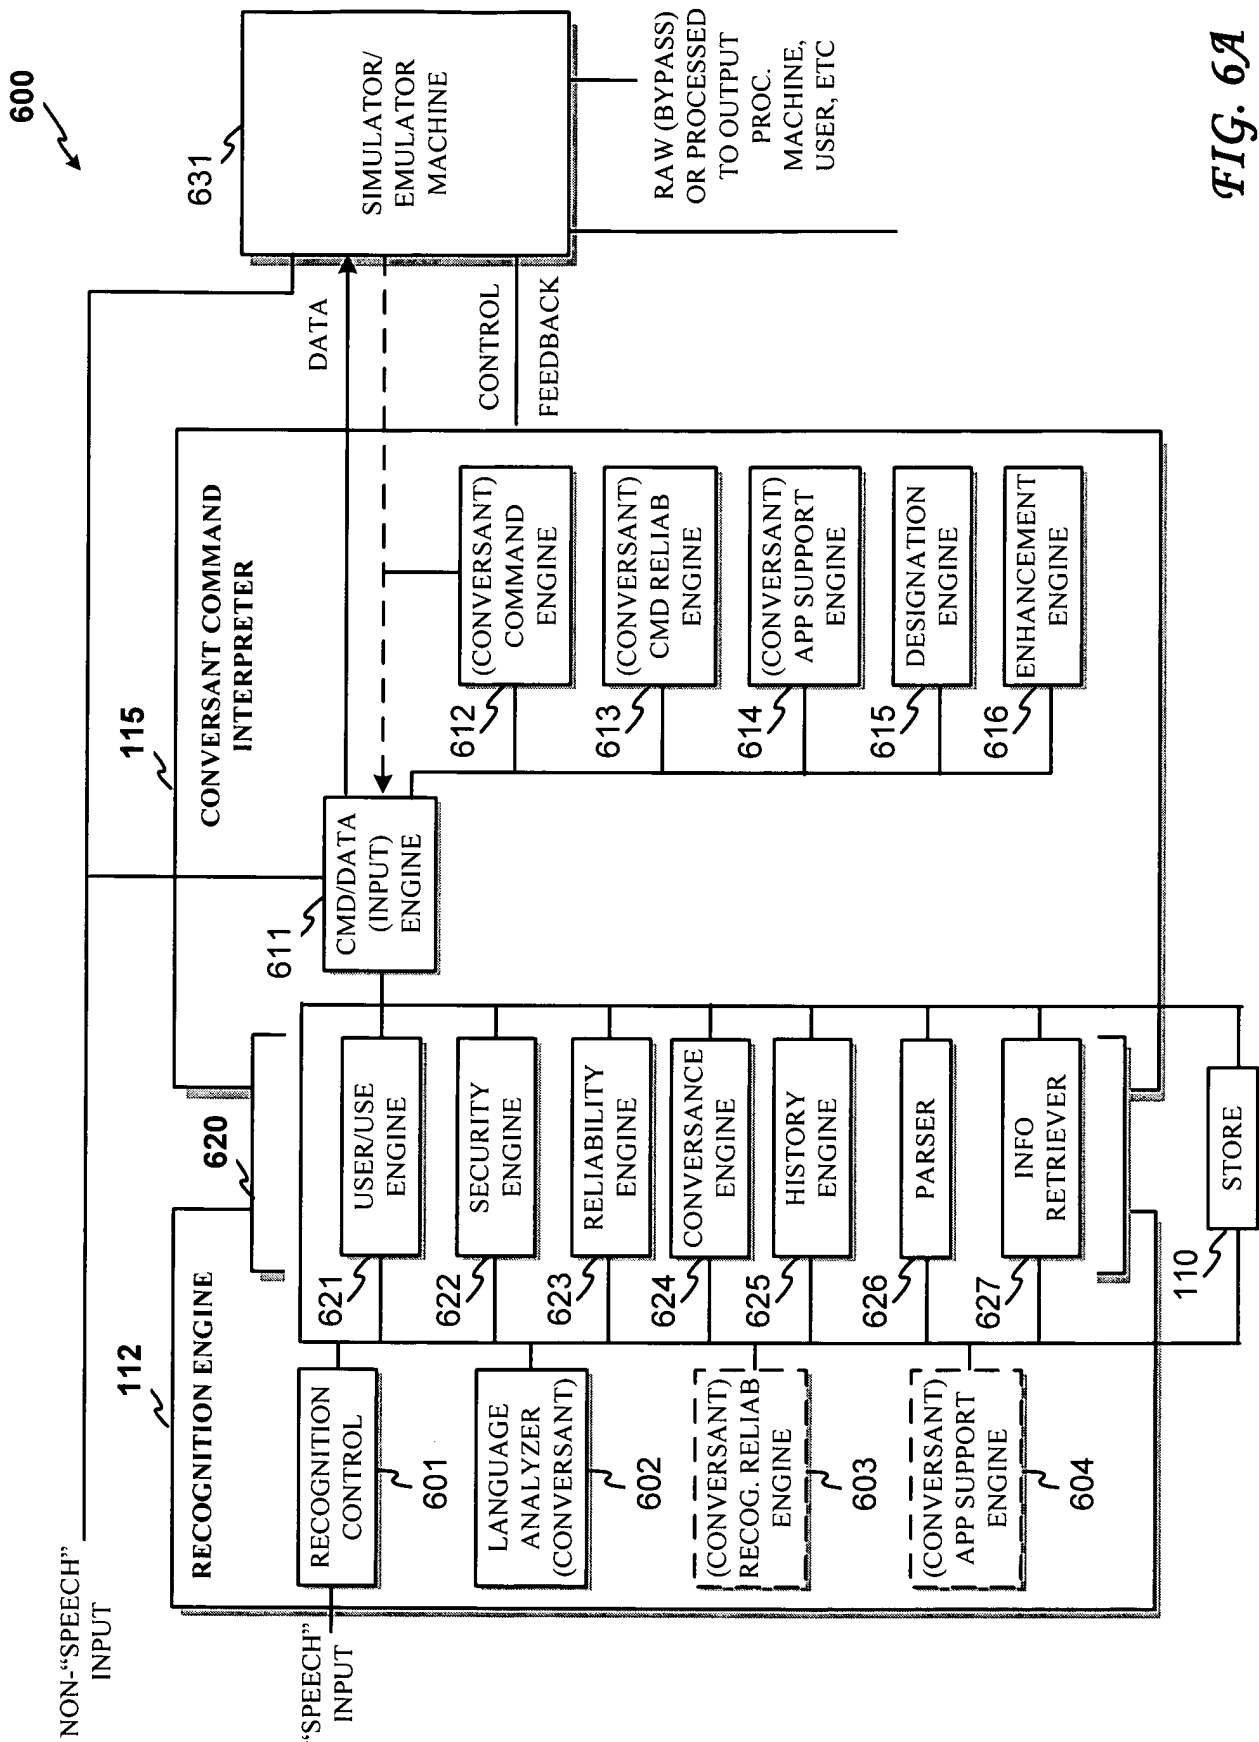 600
NON-“SPEECH”
INPUT
“SPEECH”
INPUT
112
RECOGNITION ENGINE
RECOGNITION
CONTROL
601
LANGUAGE
ANALYZER
(CONVERSANT)
602
(CONVERSANT)
RECOG. RELIAB
ENGINE
603
(CONVERSANT)
APP SUPPORT
ENGINE
604
620
USER/USE
ENGINE
621
SECURITY
ENGINE
622
RELIABILITY
ENGINE
623
CONVERSANCE
ENGINE
624
HISTORY
ENGINE
625
PARSER
626
INFO
RETRIEVER
627
STORE
110
115
CONVERSANT COMMAND
INTERPRETER
CMD/DATA
(INPUT)
ENGINE
611
(CONVERSANT)
COMMAND
ENGINE
612
(CONVERSANT)
CMD RELIAB
ENGINE
613
(CONVERSANT)
APP SUPPORT
ENGINE
614
DESIGNATION
ENGINE
615
ENHANCEMENT
ENGINE
616
DATA
CONTROL
FEEDBACK
631
SIMULATOR/
EMULATOR
MACHINE
RAW (BYPASS)
OR PROCESSED
TO OUTPUT
PROC.
MACHINE,
USER, ETC
FIG. 6A